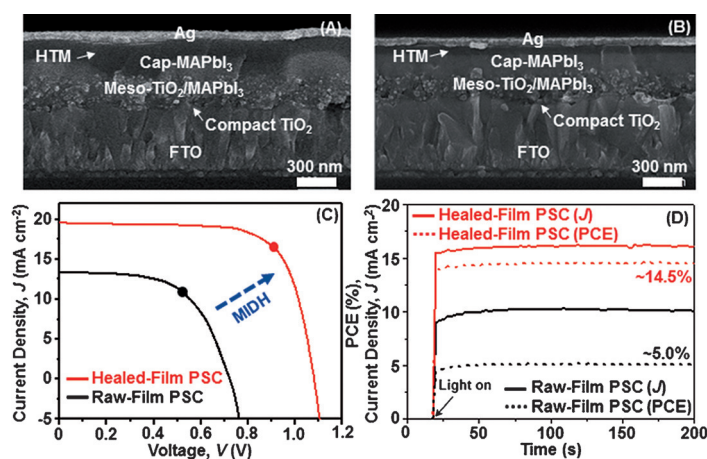 (A)
Ag
HTM
Cap-MAPbI3
Meso-TiO2/MAPbI3
Compact TiO2
FTO
300 nm
(B)
Ag
HTM
Cap-MAPbI3
Meso-TiO2/MAPbI3
Compact TiO2
FTO
300 nm
(C)
Current Density, J (mA cm-2)
20
15
10
5
0
-5
MIDH
Healed-Film PSC
Raw-Film PSC
0
0.2
0.4
0.6
0.8
1.0
1.2
Voltage, V (V)
(D)
PCE (%),
Current Density, J (mA cm-2)
20
15
10
5
0
Healed-Film PSC (J)
Healed-Film PSC (PCE)
~14.5%
~5.0%
Light on
Raw-Film PSC (J)
Raw-Film PSC (PCE)
0
50
100
150
200
Time (s)